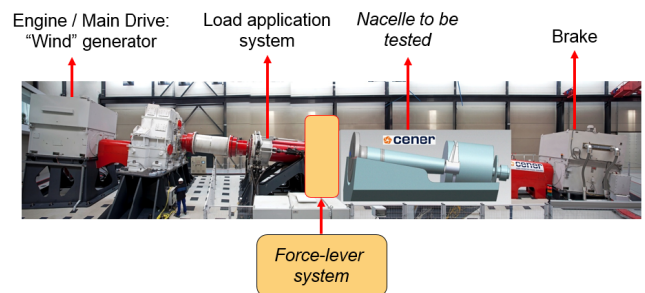 Engine / Main Drive:
“Wind” generator
Load application
system
Nacelle to be
tested
Brake
cener
cener
Force-lever
system